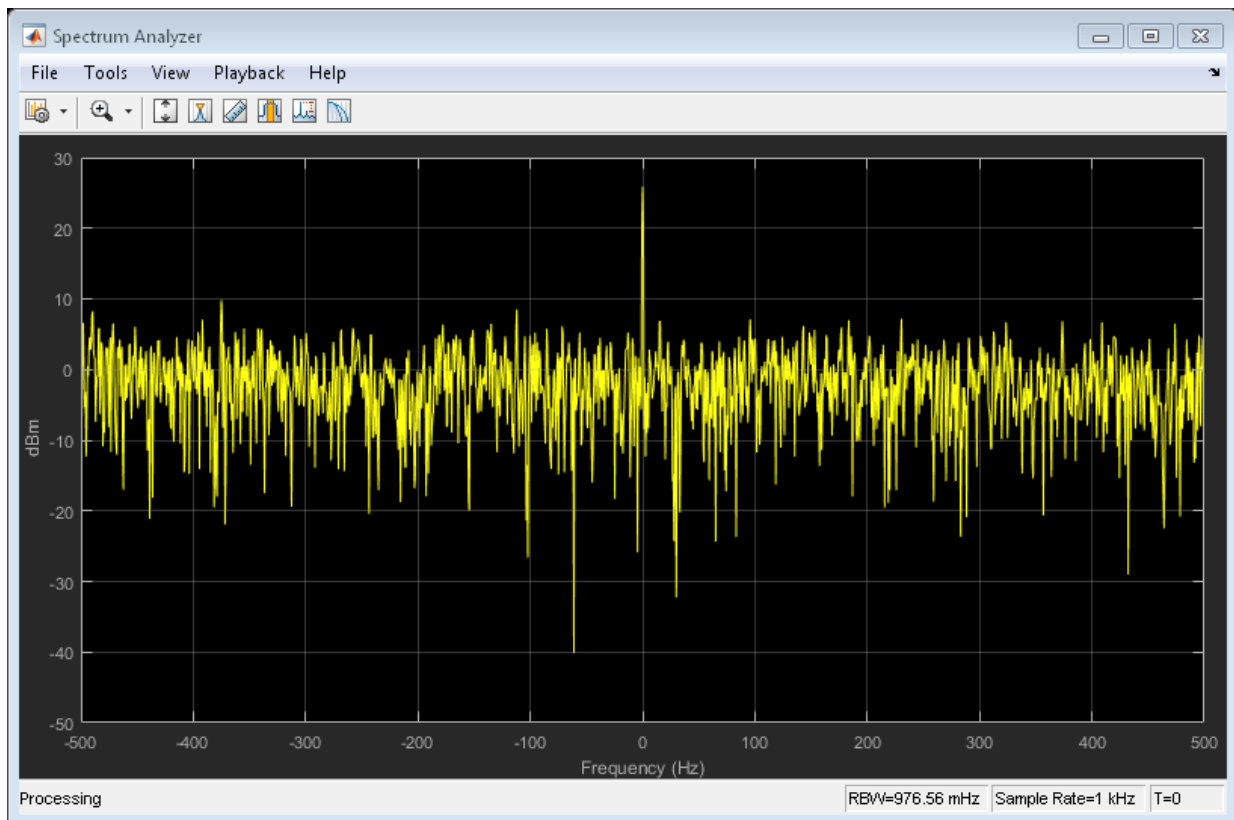 Spectrum Analyzer
File Tools View Playback Help
30
20
10
0
-10
-20
-30
-40
-50
dBm
-500 -400 -300 -200 -100 0 100 200 300 400 500
Frequency (Hz)
Processing RBW=976.56 mHz Sample Rate=1 kHz T=0